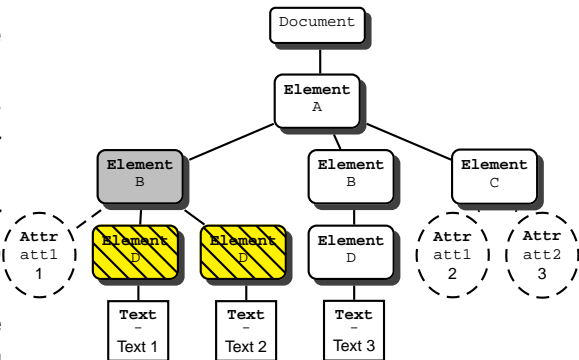 Document
Element
A
Element
B
Element
B
Element
C
Attr
att1
1
Element
D
Element
D
Element
D
Attr
att1
2
Attr
att2
3
Text
–
Text 1
Text
–
Text 2
Text
–
Text 3